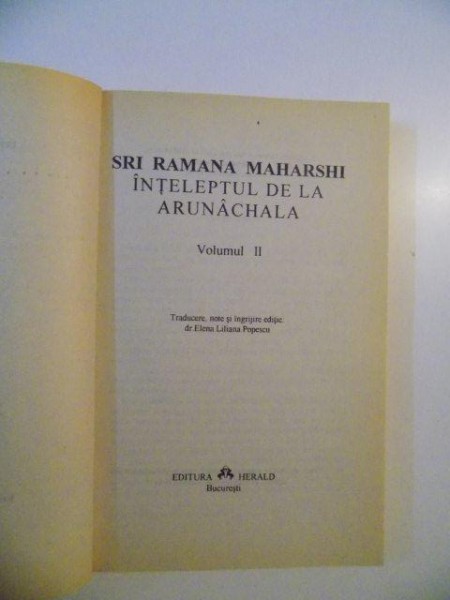 SRI RAMANA MAHARSHI
ÎNȚELEPTUL DE LA
ARUNÂCHALA
Volumul II
Traducere, note și îngrijire ediție:
dr.Elena Liliana Popescu
EDITURA HERALD
București